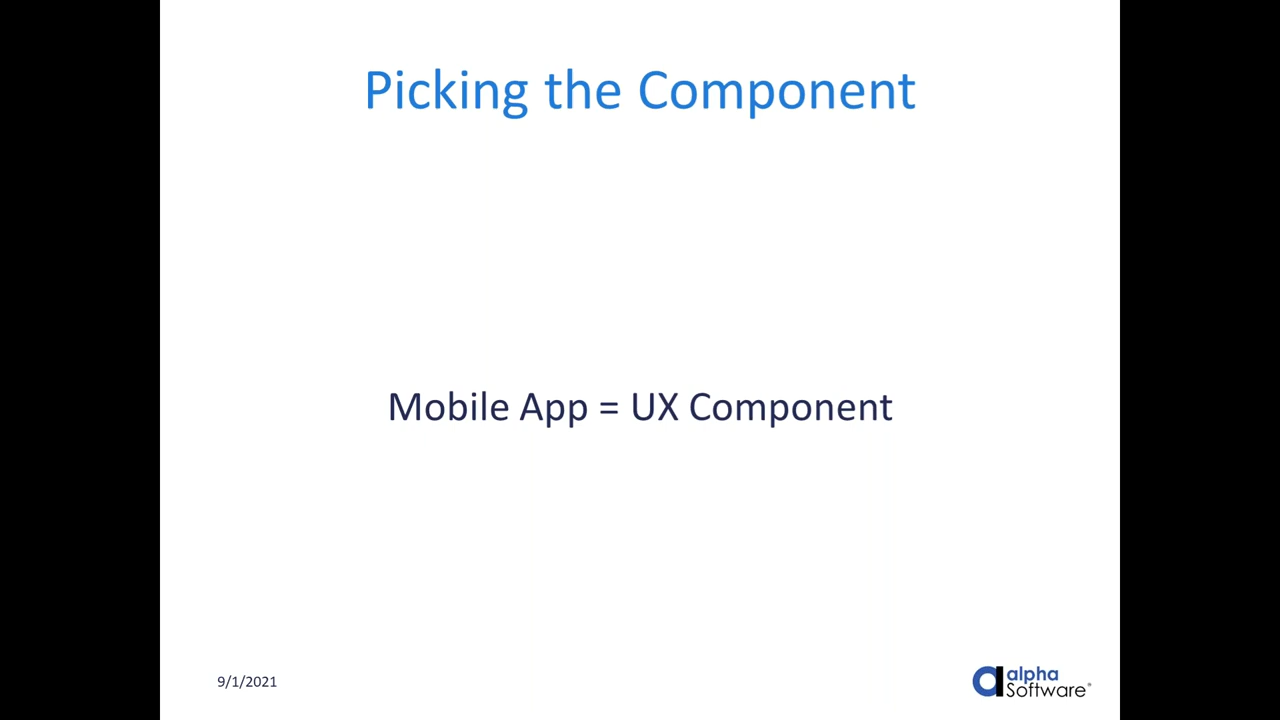 Picking the Component
Mobile App = UX Component
9/1/2021
alpha
Software®